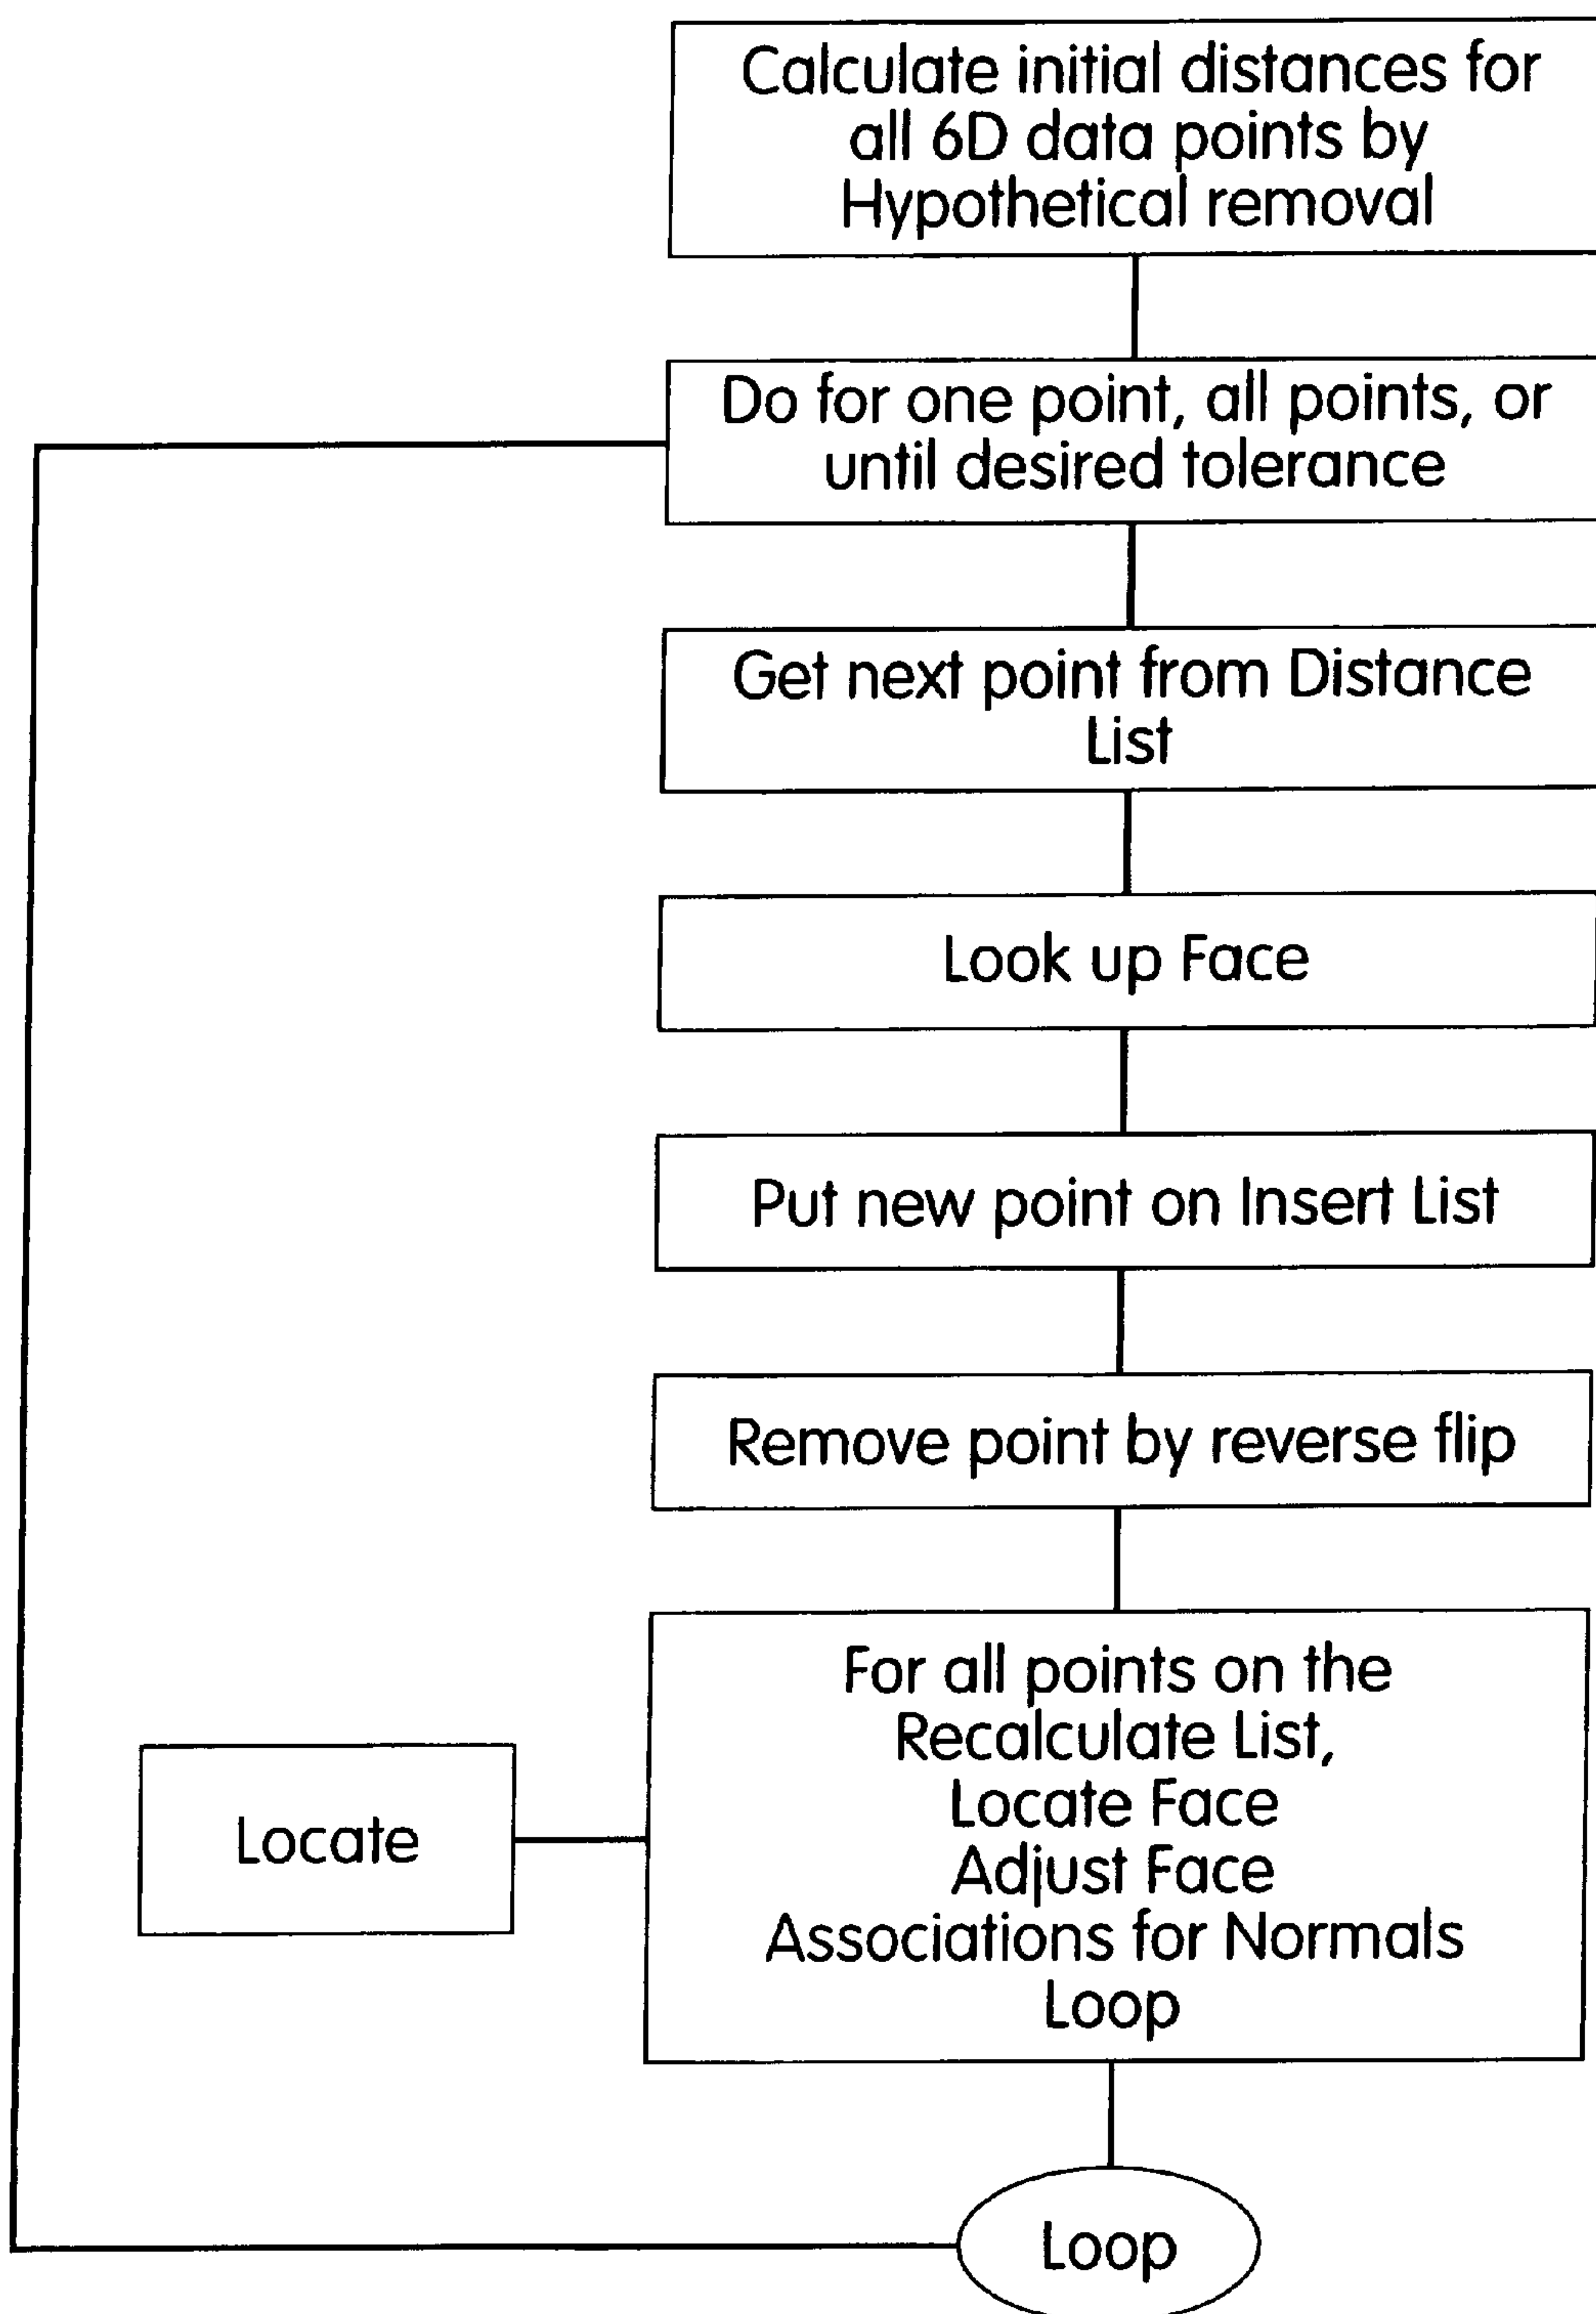 Calculate initial distances for
all 6D data points by
Hypothetical removal
Do for one point, all points, or
until desired tolerance
Get next point from Distance
List
Look up Face
Put new point on Insert List
Remove point by reverse flip
For all points on the
Recalculate List,
Locate Face
Adjust Face
Associations for Normals
Loop
Locate
Loop